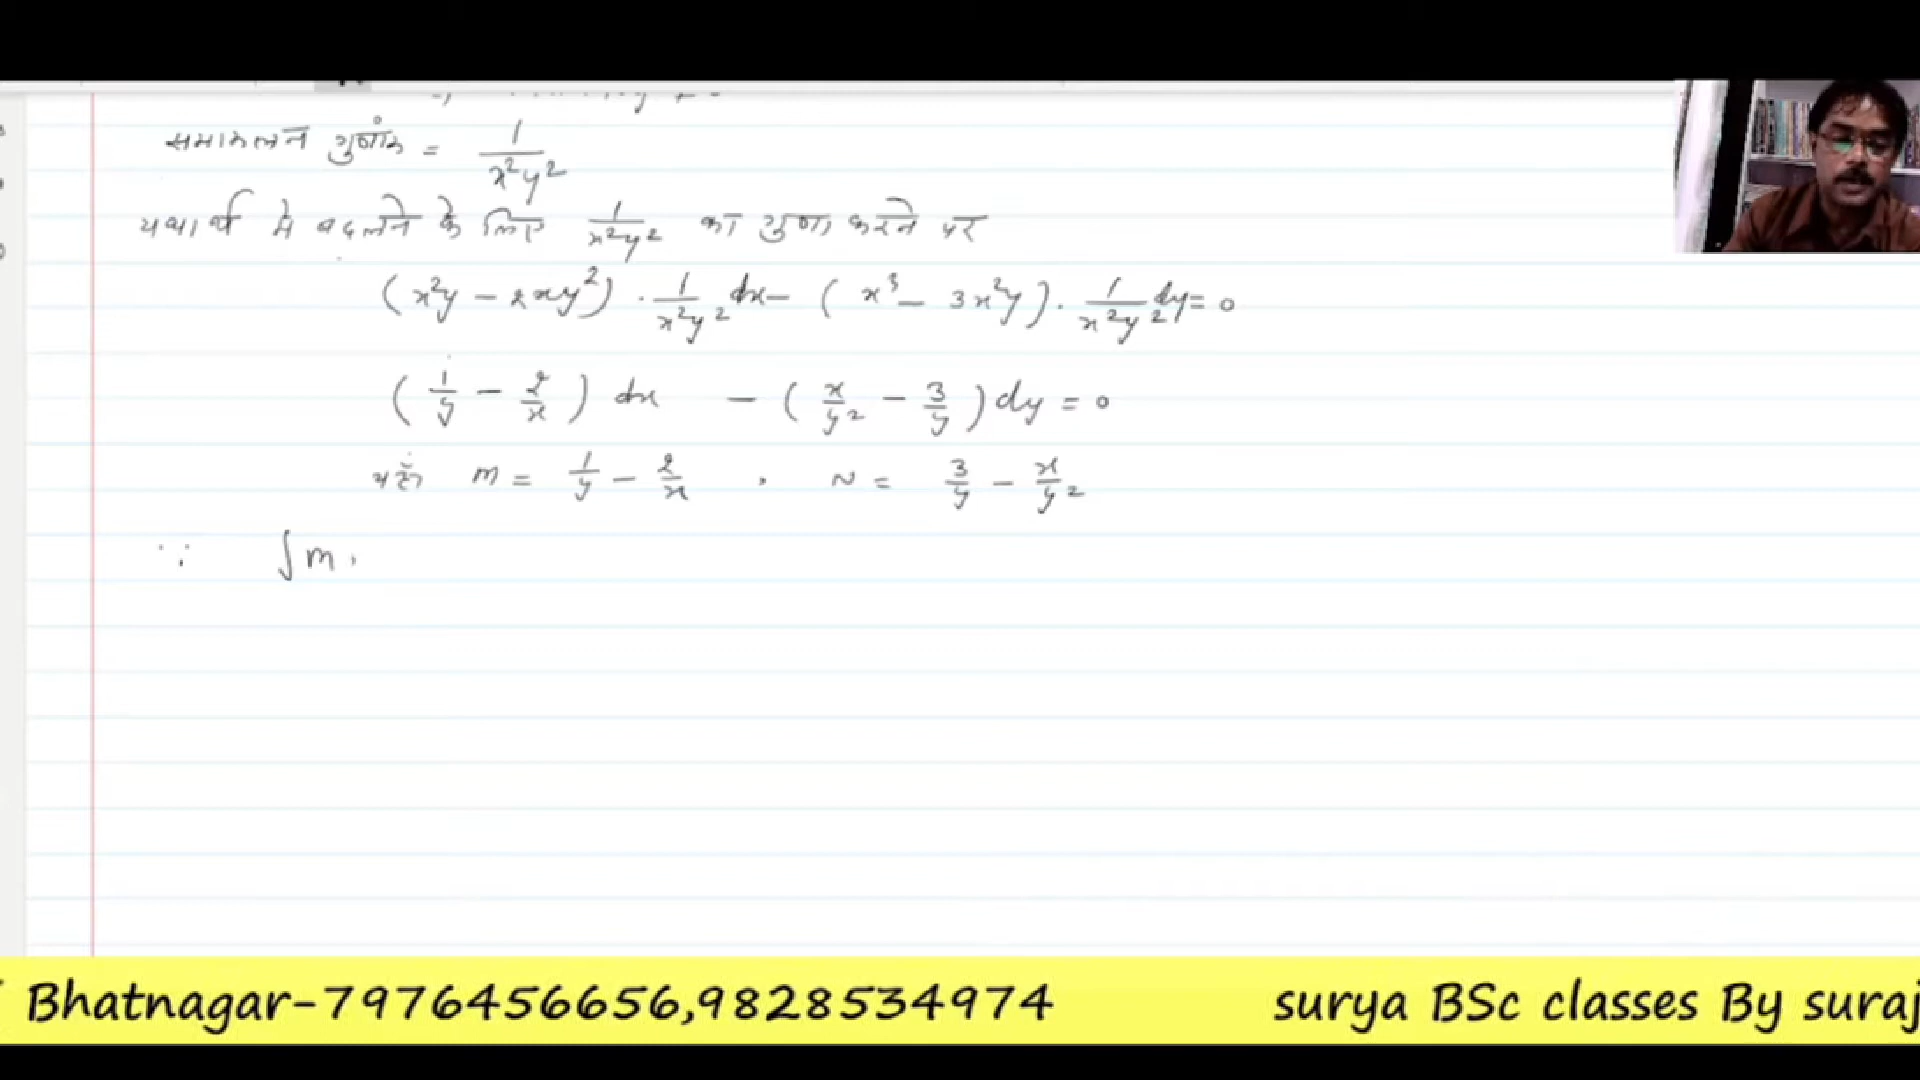 समाकलन गुणांक = 1/x²y²
यथार्थ मे बदलने के लिए 1/x²y² का गुणा करने पर
(x²y - 2xy²) · 1/x²y² dx - (x³ - 3x²y) · 1/x²y² dy = 0
(1/y - 2/x) dx - (x/y² - 3/y) dy = 0
यहाँ m = 1/y - 2/x , N = 3/y - x/y²
∵ ∫m.
Bhatnagar-7976456656,9828534974 surya BSc classes By suraj